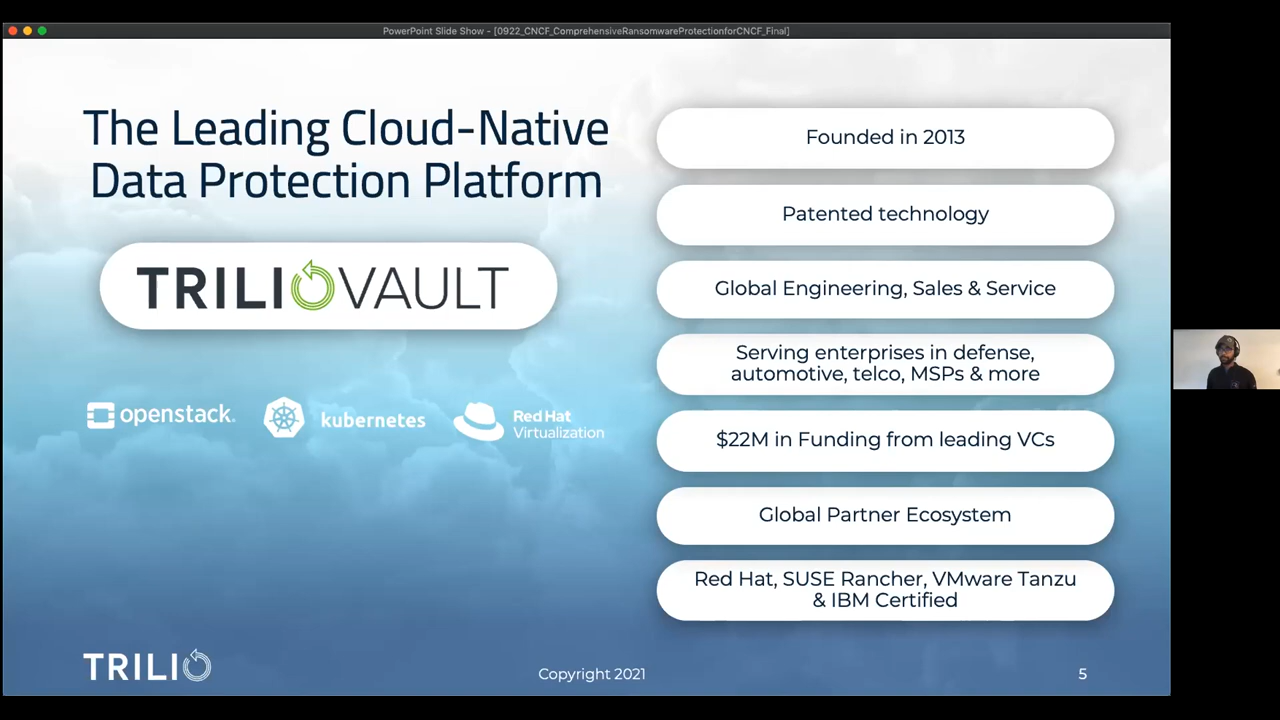 PowerPoint Slide Show - [0922_CNCF_ComprehensiveRansomwareProtectionforCNCF_Final]
The Leading Cloud-Native
Data Protection Platform
TRILIOVAULT
openstack.
kubernetes
Red Hat
Virtualization
Founded in 2013
Patented technology
Global Engineering, Sales & Service
Serving enterprises in defense,
automotive, telco, MSPs & more
$22M in Funding from leading VCs
Global Partner Ecosystem
Red Hat, SUSE Rancher, VMware Tanzu
& IBM Certified
TRILIO
Copyright 2021
5